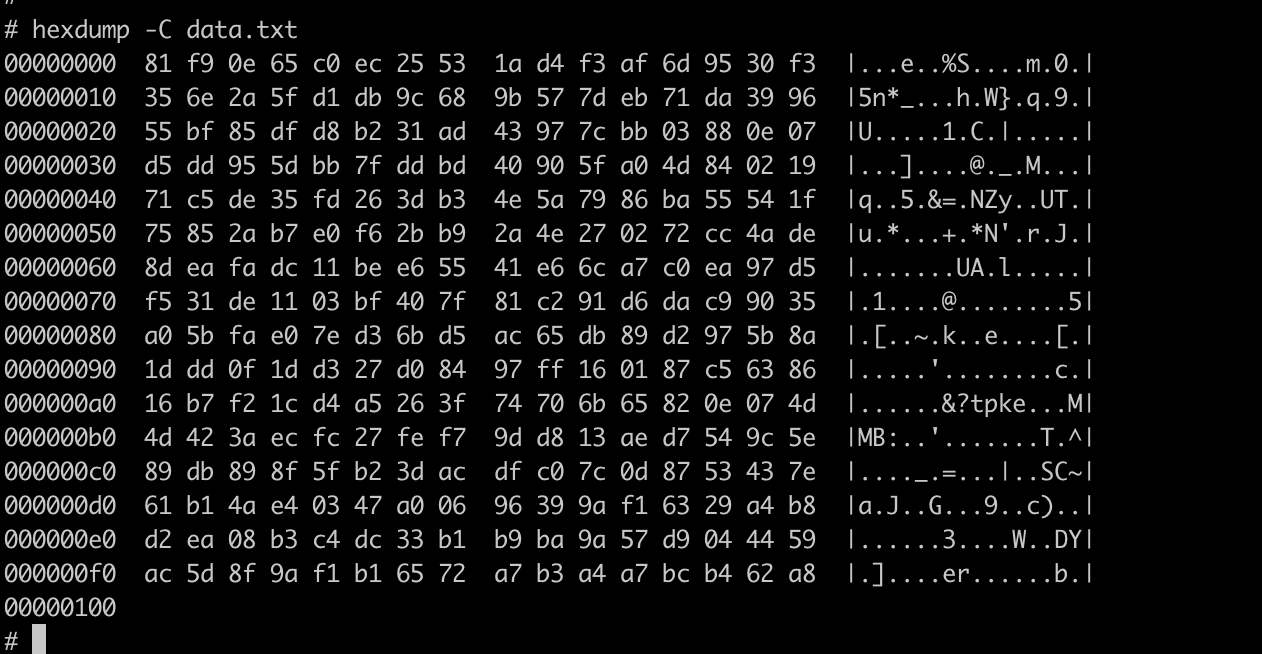 #
# hexdump -C data.txt
00000000  81 f9 0e 65 c0 ec 25 53  1a d4 f3 af 6d 95 30 f3  |...e..%S....m.0.|
00000010  35 6e 2a 5f d1 db 9c 68  9b 57 7d eb 71 da 39 96  |5n*_...h.W}.q.9.|
00000020  55 bf 85 df d8 b2 31 ad  43 97 7c bb 03 88 0e 07  |U.....1.C.|.....|
00000030  d5 dd 95 5d bb 7f dd bd  40 90 5f a0 4d 84 02 19  |...]....@._.M...|
00000040  71 c5 de 35 fd 26 3d b3  4e 5a 79 86 ba 55 54 1f  |q..5.&=.NZy..UT.|
00000050  75 85 2a b7 e0 f6 2b b9  2a 4e 27 02 72 cc 4a de  |u.*...+.*N'.r.J.|
00000060  8d ea fa dc 11 be e6 55  41 e6 6c a7 c0 ea 97 d5  |.......UA.l.....|
00000070  f5 31 de 11 03 bf 40 7f  81 c2 91 d6 da c9 90 35  |.1....@........5|
00000080  a0 5b fa e0 7e d3 6b d5  ac 65 db 89 d2 97 5b 8a  |.[..~.k..e....[.|
00000090  1d dd 0f 1d d3 27 d0 84  97 ff 16 01 87 c5 63 86  |.....'........c.|
000000a0  16 b7 f2 1c d4 a5 26 3f  74 70 6b 65 82 0e 07 4d  |......&?tpke...M|
000000b0  4d 42 3a ec fc 27 fe f7  9d d8 13 ae d7 54 9c 5e  |MB:..'.......T.^|
000000c0  89 db 89 8f 5f b2 3d ac  df c0 7c 0d 87 53 43 7e  |...._.=...|..SC~|
000000d0  61 b1 4a e4 03 47 a0 06  96 39 9a f1 63 29 a4 b8  |a.J..G...9..c)..|
000000e0  d2 ea 08 b3 c4 dc 33 b1  b9 ba 9a 57 d9 04 44 59  |......3....W..DY|
000000f0  ac 5d 8f 9a f1 b1 65 72  a7 b3 a4 a7 bc b4 62 a8  |.]....er......b.|
00000100
#